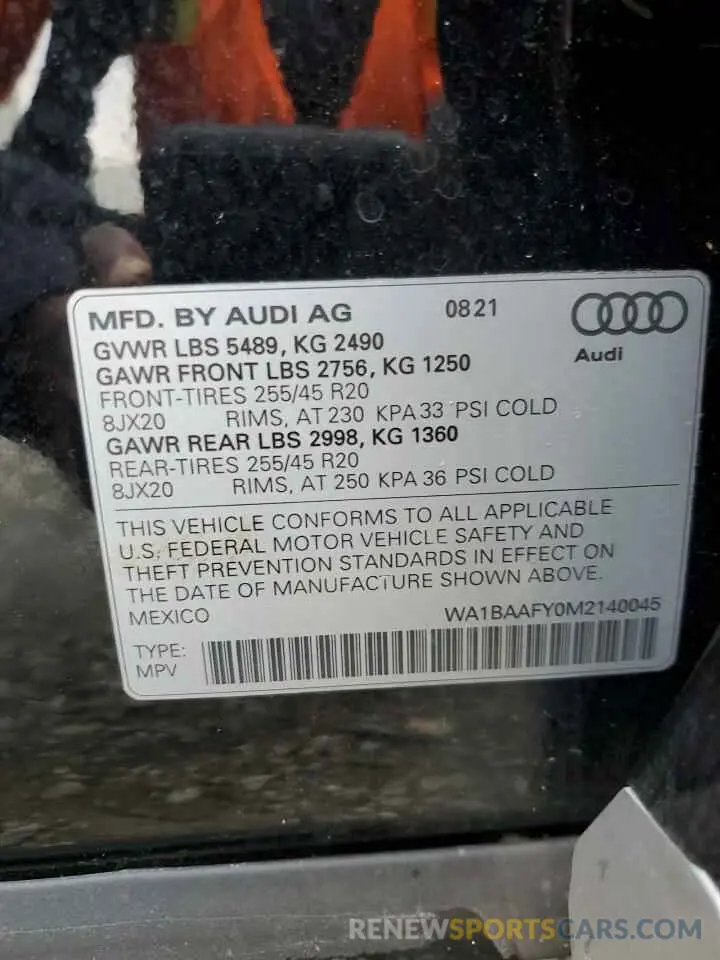 MFD. BY AUDI AG 08 21
GVWR LBS 5489, KG 2490
GAWR FRONT LBS 2756, KG 1250
Audi
FRONT-TIRES 255/45 R20
8JX20 RIMS, AT 230 KPA 33 PSI COLD
GAWR REAR LBS 2998, KG 1360
REAR-TIRES 255/45 R20
8JX20 RIMS, AT 250 KPA 36 PSI COLD
THIS VEHICLE CONFORMS TO ALL APPLICABLE
U.S. FEDERAL MOTOR VEHICLE SAFETY AND
THEFT PREVENTION STANDARDS IN EFFECT ON
THE DATE OF MANUFACTURE SHOWN ABOVE.
MEXICO WA1BAAFY0M2140045
TYPE:
MPV
7
RENEWSPORTSCARS.COM